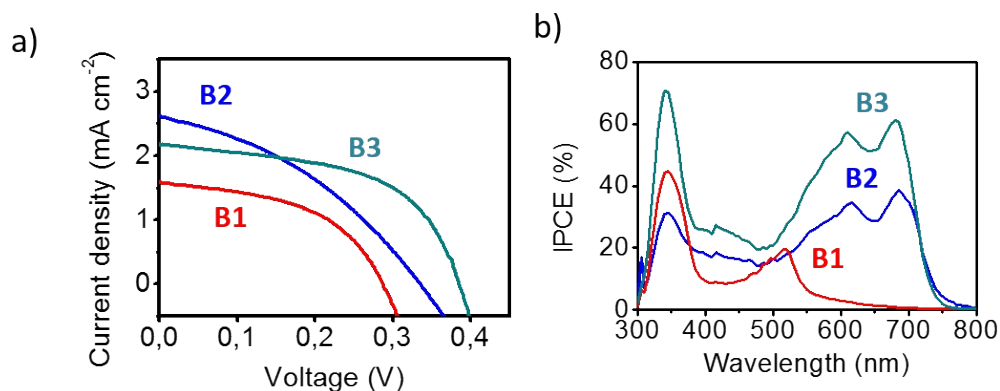 a)
Current density (mA cm⁻²)
3
2
1
0
B2
B3
B1
0,0 0,1 0,2 0,3 0,4
Voltage (V)
b)
IPCE (%)
80
60
40
20
0
B3
B2
B1
300 400 500 600 700 800
Wavelength (nm)